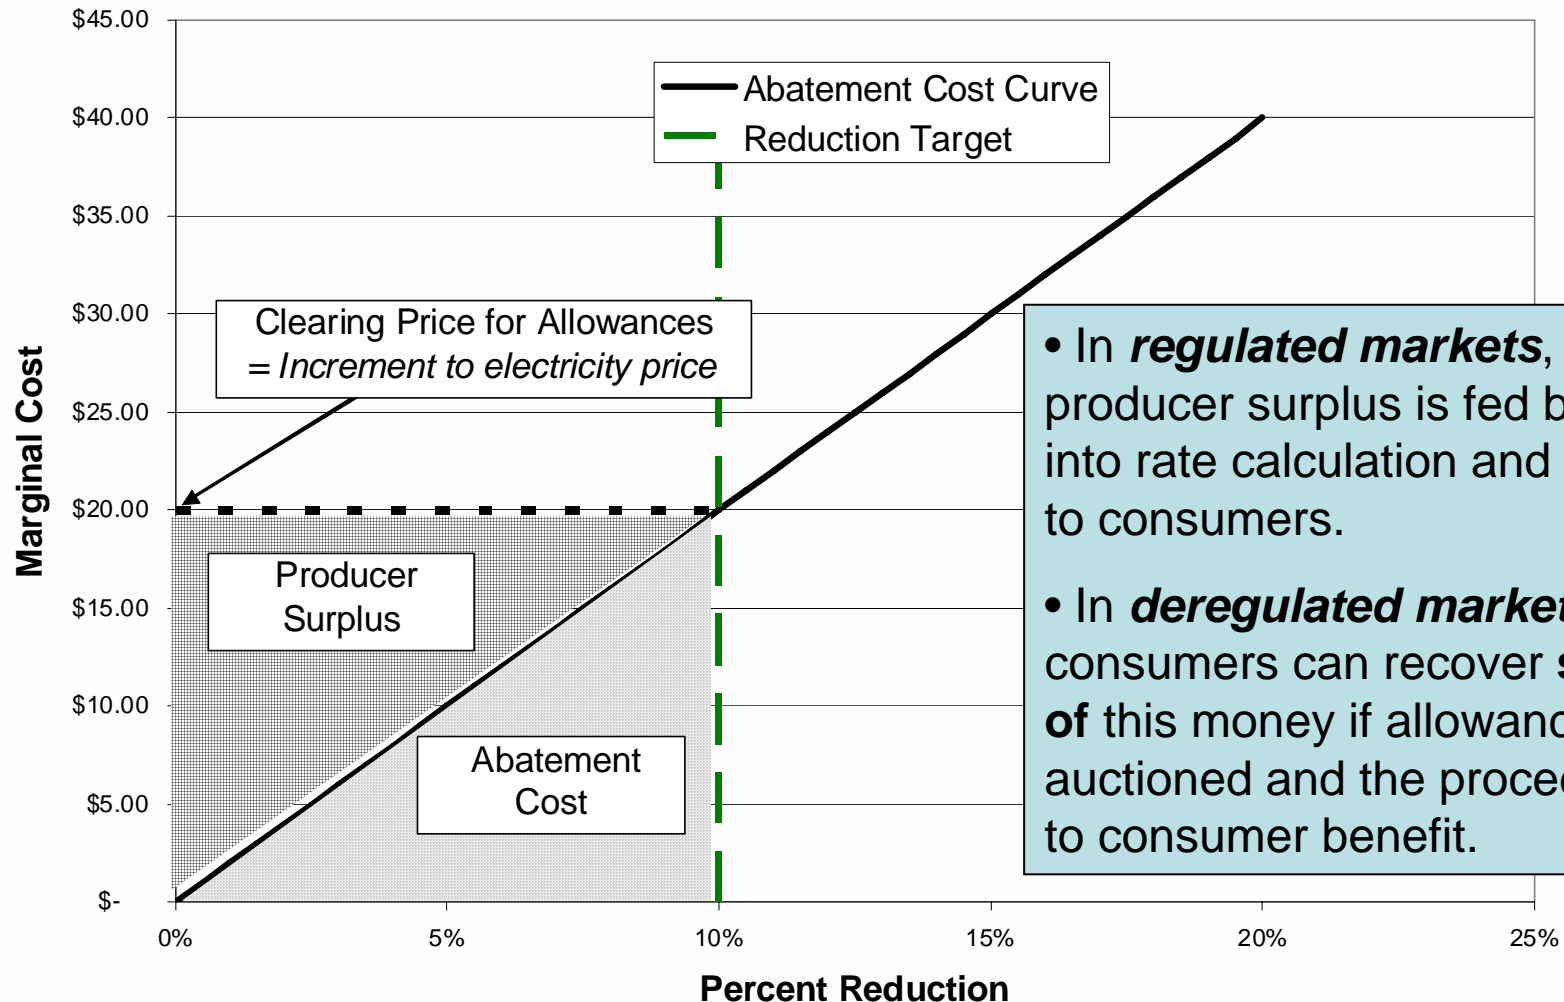 $45.00
$40.00
$35.00
$30.00
$25.00
$20.00
$15.00
$10.00
$5.00
$-
Marginal Cost
Abatement Cost Curve
Reduction Target
Clearing Price for Allowances
= Increment to electricity price
Producer
Surplus
Abatement
Cost
• In regulated markets,
producer surplus is fed
into rate calculation and
to consumers.
• In deregulated
consumers can recover
of this money if
auctioned and the
to consumer benefit.
0% 5% 10% 15% 20% 25%
Percent Reduction